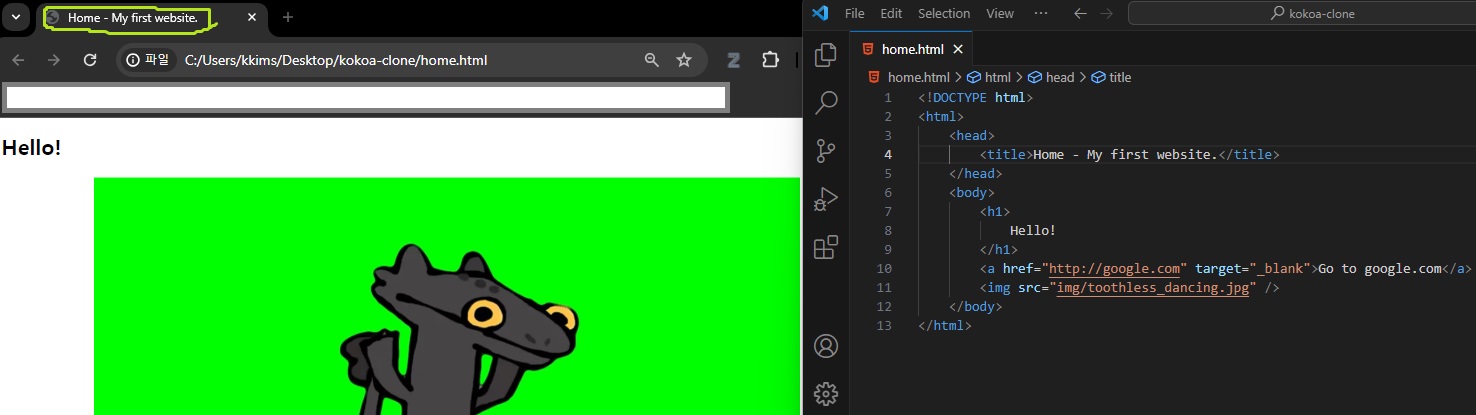 Home - My first website.
파일 C:/Users/kkims/Desktop/kokoa-clone/home.html
Hello!
File Edit Selection View ··· kokoa-clone
home.html
home.html > html > head > title
1 <!DOCTYPE html>
2 <html>
3 <head>
4 <title>Home - My first website.</title>
5 </head>
6 <body>
7 <h1>
8 Hello!
9 </h1>
10 <a href="http://google.com" target="_blank">Go to google.com</a>
11 <img src="img/toothless_dancing.jpg" />
12 </body>
13 </html>